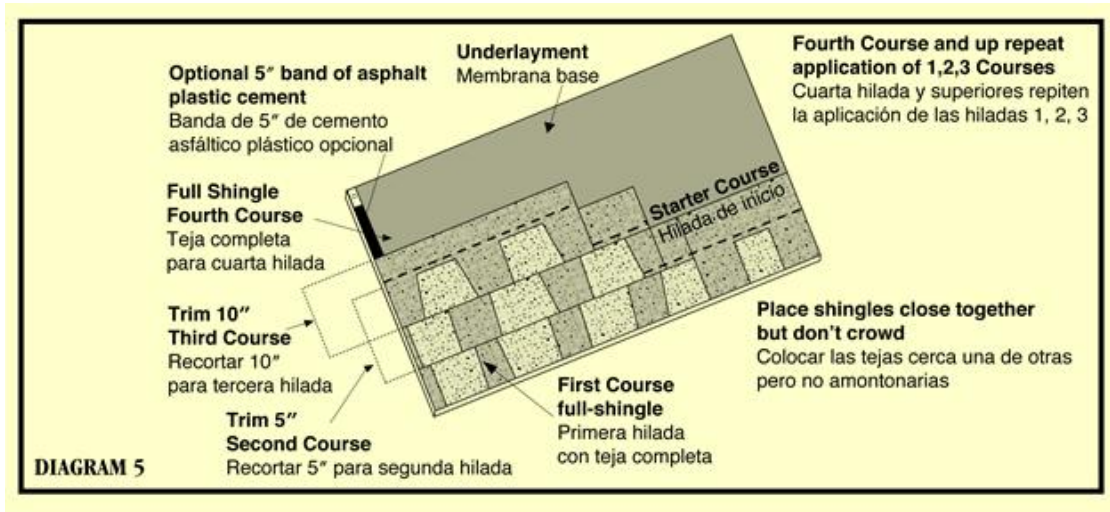 Optional 5″ band of asphalt
plastic cement
Banda de 5″ de cemento
asfáltico plástico opcional
Underlayment
Membrana base
Fourth Course and up repeat
application of 1,2,3 Courses
Cuarta hilada y superiores repiten
la aplicación de las hiladas 1, 2, 3
Full Shingle
Fourth Course
Teja completa
para cuarta hilada
Starter Course
Hilada de inicio
Trim 10″
Third Course
Recortar 10″
para tercera hilada
Place shingles close together
but don't crowd
Colocar las tejas cerca una de otras
pero no amontonarias
First Course
full-shingle
Primera hilada
con teja completa
Trim 5″
Second Course
Recortar 5″ para segunda hilada
DIAGRAM 5